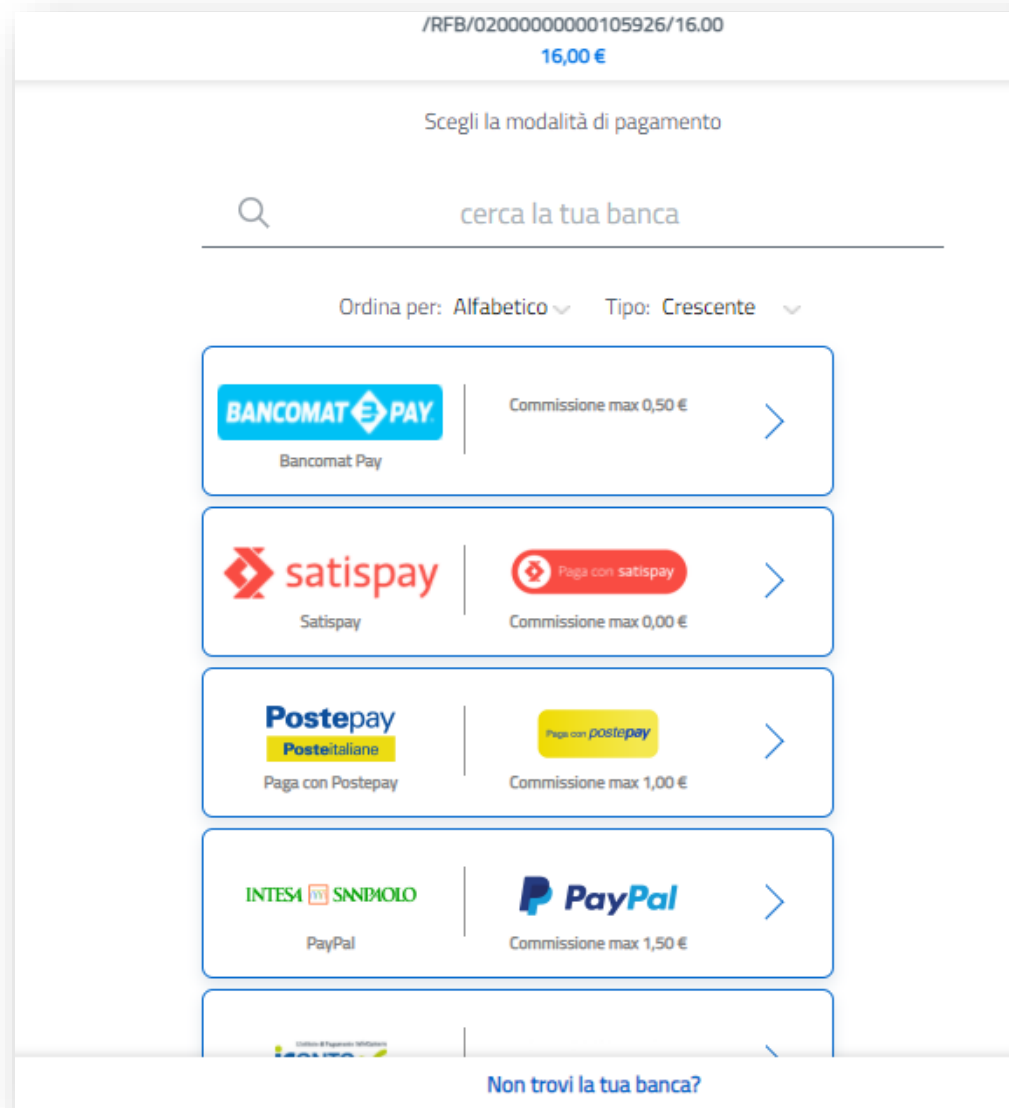 /RFB/02000000000105926/16.00
16,00 €
Scegli la modalità di pagamento
cerca la tua banca
Ordina per: Alfabetico Tipo: Crescente
BANCOMAT PAY
Commissione max 0,50 €
Bancomat Pay
satispay
Paga con satispay
Satispay
Commissione max 0,00 €
Postepay
Posteitaliane
Paga con postepay
Paga con Postepay
Commissione max 1,00 €
INTESA SANPAOLO
PayPal
PayPal
Commissione max 1,50 €
Non trovi la tua banca?